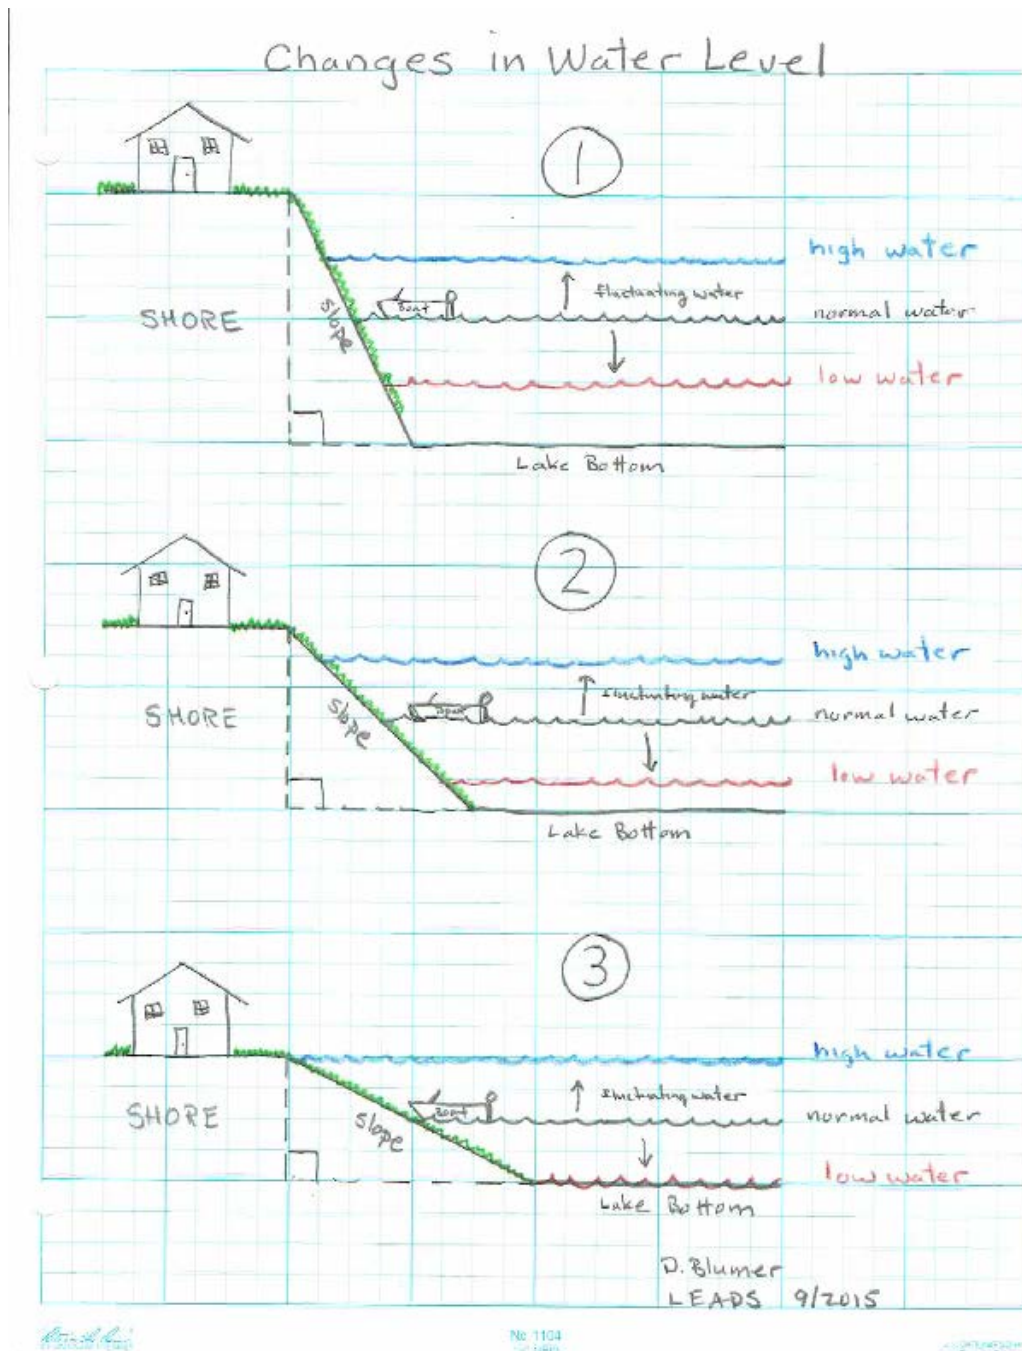 Changes in Water Level
1
high water
fluctuating water
Boat
normal water
SHORE
slope
low water
Lake Bottom
2
high water
fluctuating water
Boat
normal water
SHORE
slope
low water
Lake Bottom
3
high water
fluctuating water
Boat
normal water
SHORE
slope
low water
Lake Bottom
D. Blumer
LEADS 9/2015
No. 1104